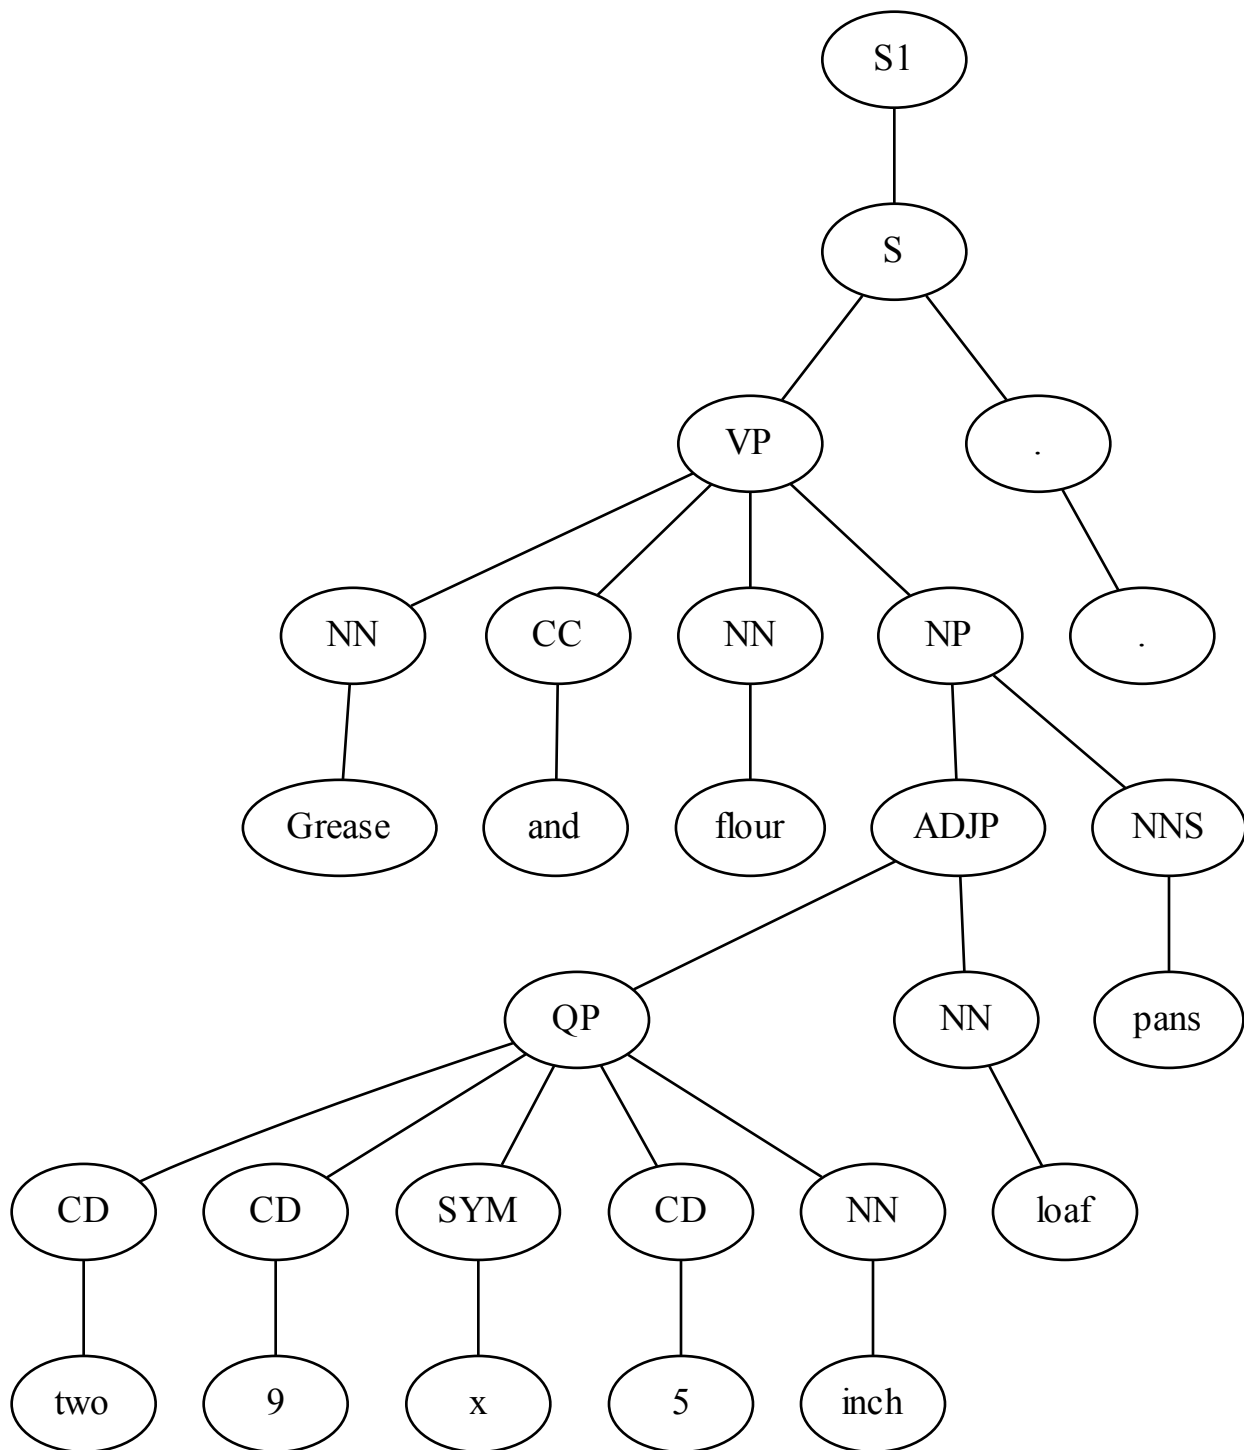 S1
S
VP .
NN CC NN NP .
Grease and flour ADJP NNS
QP NN pans
CD CD SYM CD NN loaf
two 9 x 5 inch